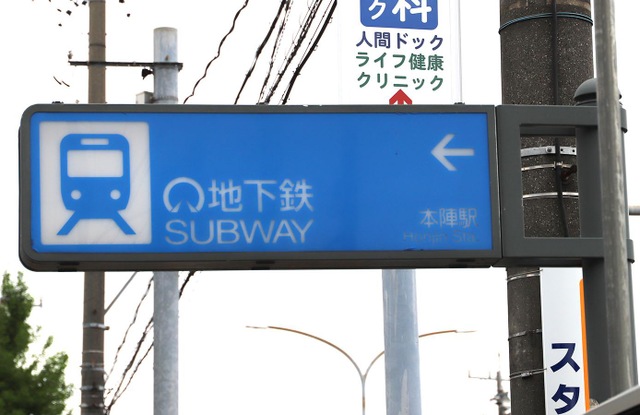 ク科
人間ドック
ライフ健康
クリニック
地下鉄
SUBWAY
本陣駅
Honjin Sta.
スタ